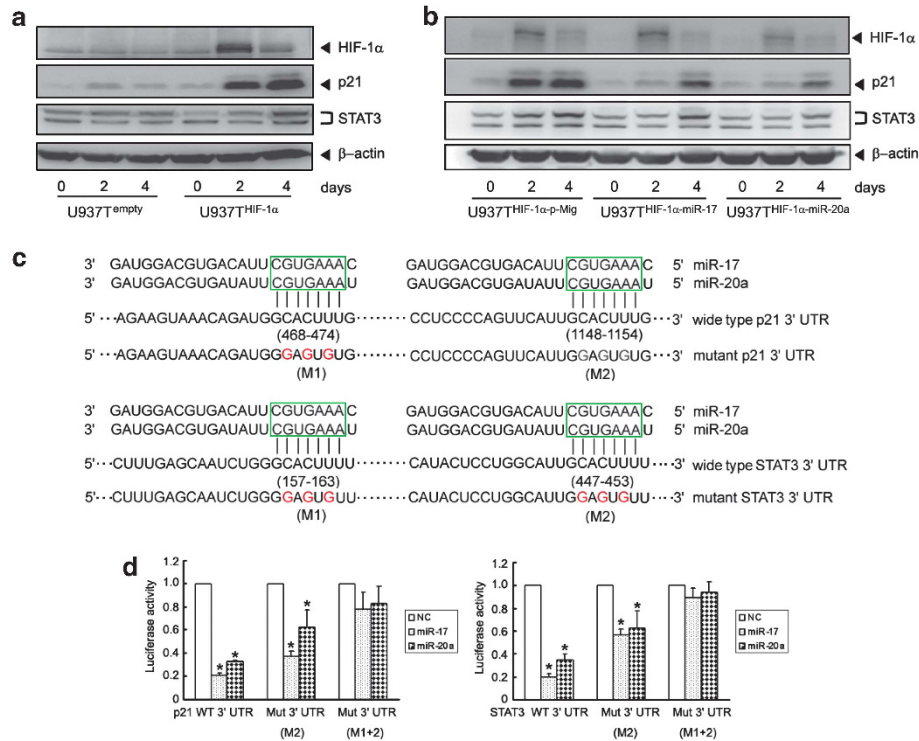 a
HIF-1α
p21
STAT3
β-actin
0 2 4 0 2 4 days
U937T^empty U937T^HIF-1α
b
HIF-1α
p21
STAT3
β-actin
0 2 4 0 2 4 0 2 4 days
U937T^HIF-1α-p-Mig U937T^HIF-1α-miR-17 U937T^HIF-1α-miR-20a
c
3' GAUGGACGUGACAUUCGUGAAAC GAUGGACGUGACAUUCGUGAAAC 5' miR-17
3' GAUGGACGUGAUAUUCGUGAAAU GAUGGACGUGAUAUUCGUGAAAU 5' miR-20a
5' ···AGAAGUAAACAGAUGGCACUUUG········CCUCCCCAGUUCAUUGCACUUUG···3' wide type p21 3' UTR
(468-474) (1148-1154)
5' ···AGAAGUAAACAGAUGGGAGUGUG········CCUCCCCAGUUCAUUGGAGUGUG···3' mutant p21 3' UTR
(M1) (M2)
3' GAUGGACGUGACAUUCGUGAAAC GAUGGACGUGACAUUCGUGAAAC 5' miR-17
3' GAUGGACGUGAUAUUCGUGAAAU GAUGGACGUGAUAUUCGUGAAAU 5' miR-20a
5'····CUUUGAGCAAUCUGGGCACUUUU·······CAUACUCCUGGCAUUGCACUUUU····3' wide type STAT3 3' UTR
(157-163) (447-453)
5'····CUUUGAGCAAUCUGGGGAGUGUU·······CAUACUCCUGGCAUUGGAGUGUU····3' mutant STAT3 3' UTR
(M1) (M2)
d
Luciferase activity
1.2
1.0
0.8
0.6
0.4
0.2
0
* * * *
NC
miR-17
miR-20a
p21 WT 3' UTR Mut 3' UTR Mut 3' UTR
(M2) (M1+2)
Luciferase activity
1.2
1.0
0.8
0.6
0.4
0.2
0
* * * *
NC
miR-17
miR-20a
STAT3 WT 3' UTR Mut 3' UTR Mut 3' UTR
(M2) (M1+2)